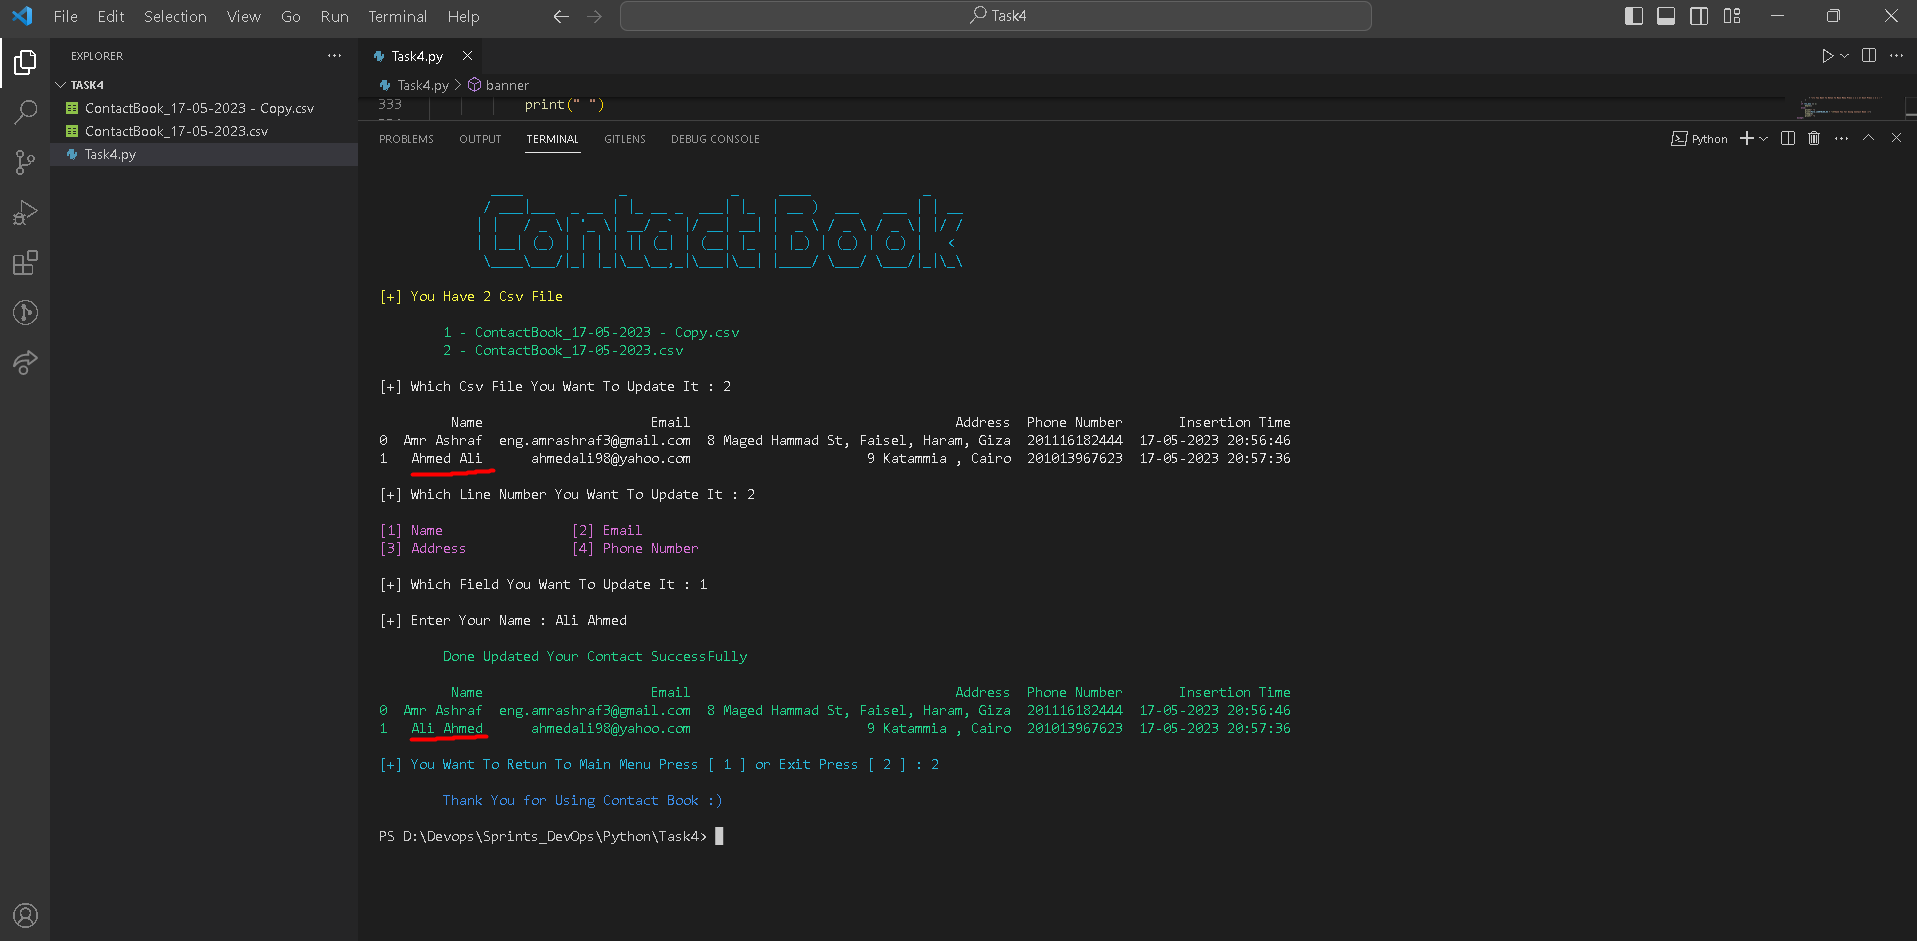 File Edit Selection View Go Run Terminal Help
Task4
EXPLORER
TASK4
ContactBook_17-05-2023 - Copy.csv
ContactBook_17-05-2023.csv
Task4.py
Task4.py
Task4.py > banner
333 print(" ")
PROBLEMS OUTPUT TERMINAL GITLENS DEBUG CONSOLE
Python
Contact Book
[+] You Have 2 Csv File
1 - ContactBook_17-05-2023 - Copy.csv
2 - ContactBook_17-05-2023.csv
[+] Which Csv File You Want To Update It : 2
Name Email Address Phone Number Insertion Time
0 Amr Ashraf eng.amrashraf3@gmail.com 8 Maged Hammad St, Faisel, Haram, Giza 201116182444 17-05-2023 20:56:46
1 Ahmed Ali ahmedali98@yahoo.com 9 Katammia , Cairo 201013967623 17-05-2023 20:57:36
[+] Which Line Number You Want To Update It : 2
[1] Name [2] Email
[3] Address [4] Phone Number
[+] Which Field You Want To Update It : 1
[+] Enter Your Name : Ali Ahmed
Done Updated Your Contact SuccessFully
Name Email Address Phone Number Insertion Time
0 Amr Ashraf eng.amrashraf3@gmail.com 8 Maged Hammad St, Faisel, Haram, Giza 201116182444 17-05-2023 20:56:46
1 Ali Ahmed ahmedali98@yahoo.com 9 Katammia , Cairo 201013967623 17-05-2023 20:57:36
[+] You Want To Retun To Main Menu Press [ 1 ] or Exit Press [ 2 ] : 2
Thank You for Using Contact Book :)
PS D:\Devops\Sprints_DevOps\Python\Task4>